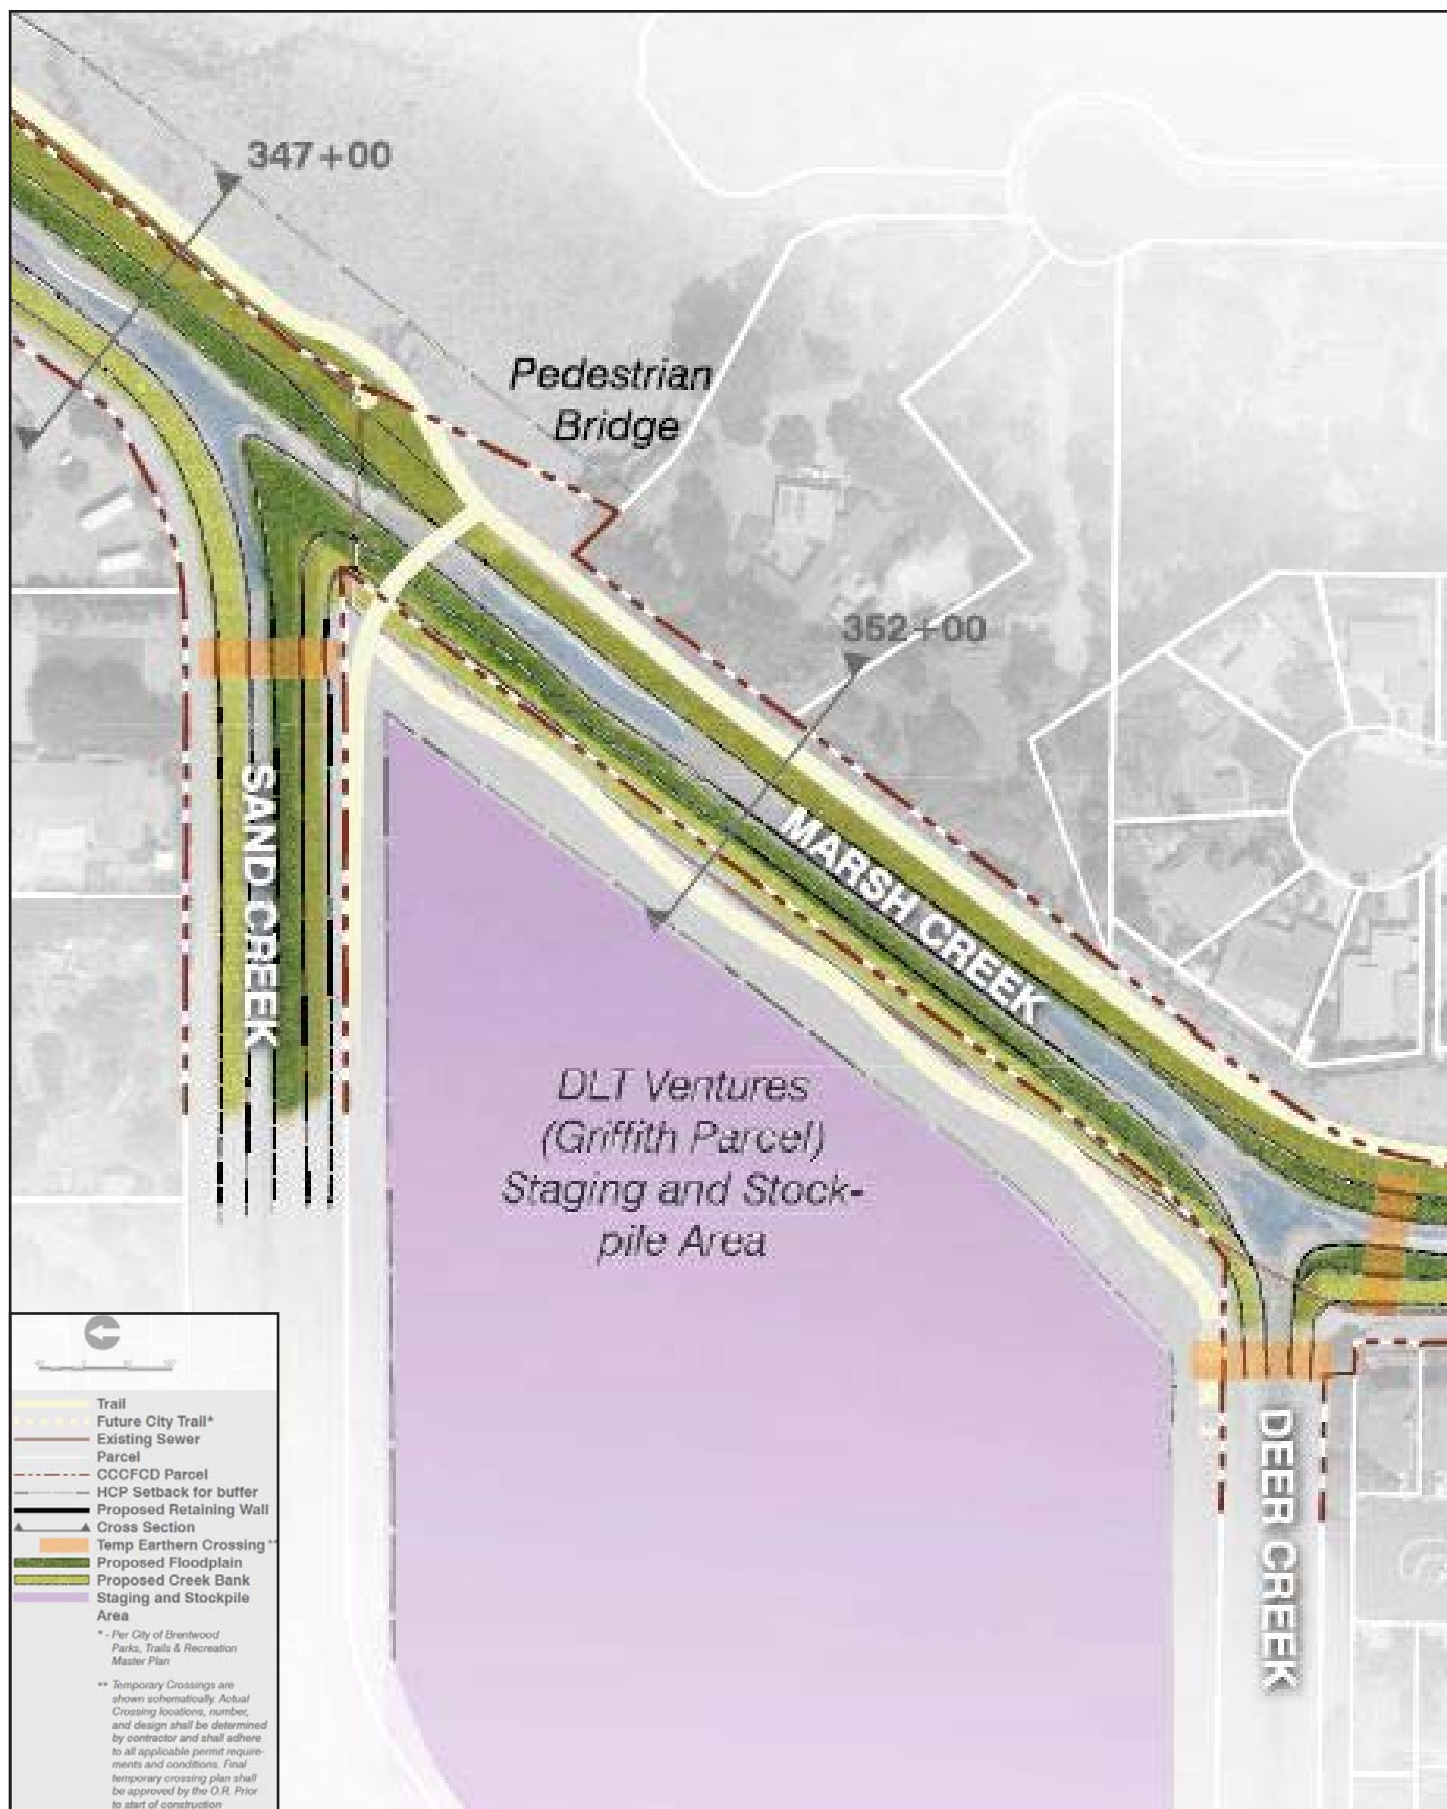 347+00
Pedestrian
Bridge
352+00
SAND CREEK
MARSH CREEK
DLT Ventures
(Griffith Parcel)
Staging and Stock-
pile Area
DEER CREEK
Trail
Future City Trail*
Existing Sewer
Parcel
CCCFCD Parcel
HCP Setback for buffer
Proposed Retaining Wall
Cross Section
Temp Earthern Crossing**
Proposed Floodplain
Proposed Creek Bank
Staging and Stockpile
Area
* - Per City of Brentwood
Parks, Trails & Recreation
Master Plan
** Temporary Crossings are
shown schematically. Actual
Crossing locations, number,
and design shall be determined
by contractor and shall adhere
to all applicable permit require-
ments and conditions. Final
temporary crossing plan shall
be approved by the O.R. Prior
to start of construction